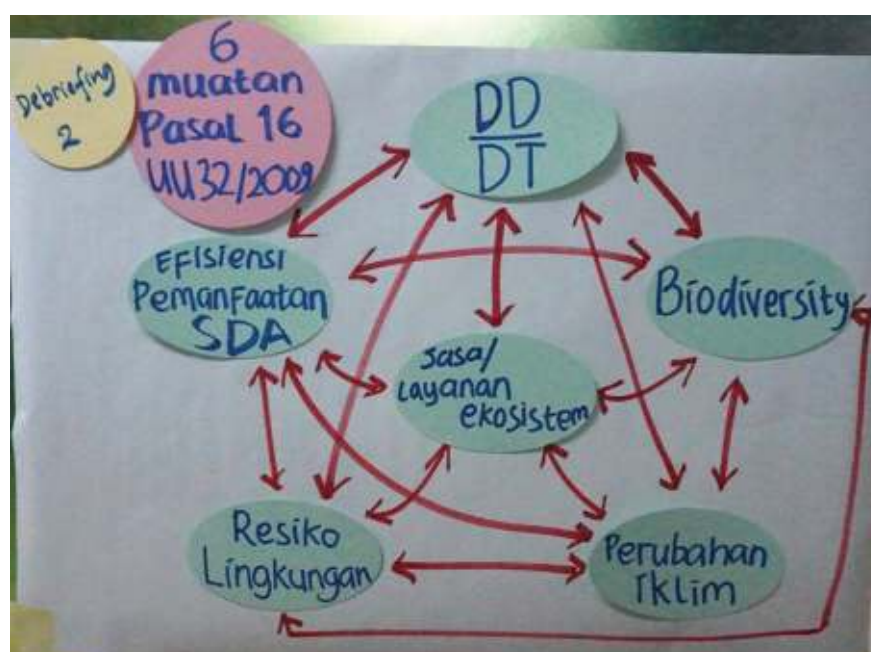 Debriefing
2
6
muatan
Pasal 16
UU32/2009
DD
DT
Efisiensi
Pemanfaatan
SDA
Biodiversity
Jasa/
Layanan
ekosistem
Resiko
Lingkungan
Perubahan
Iklim